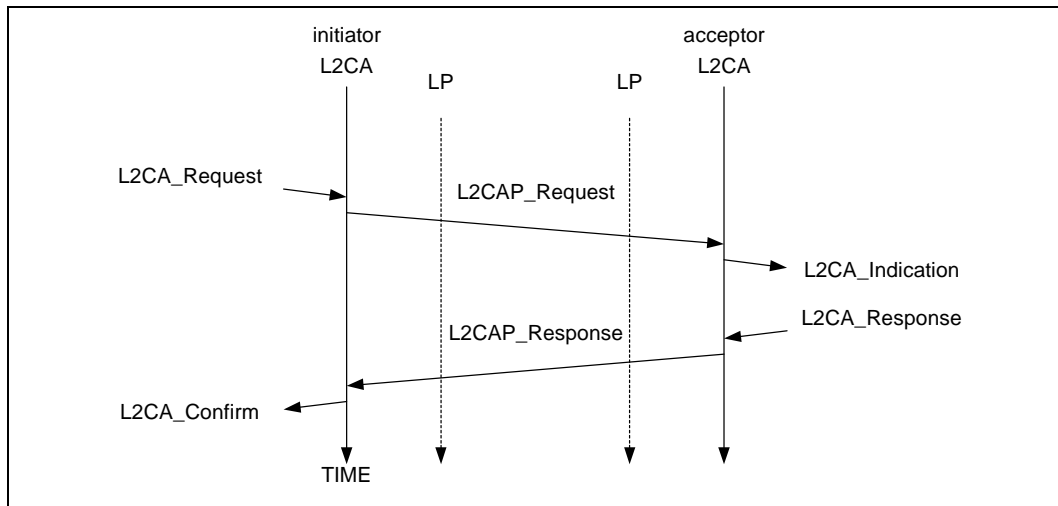 initiator
L2CA
LP
LP
acceptor
L2CA
L2CA_Request
L2CAP_Request
L2CA_Indication
L2CA_Response
L2CAP_Response
L2CA_Confirm
TIME